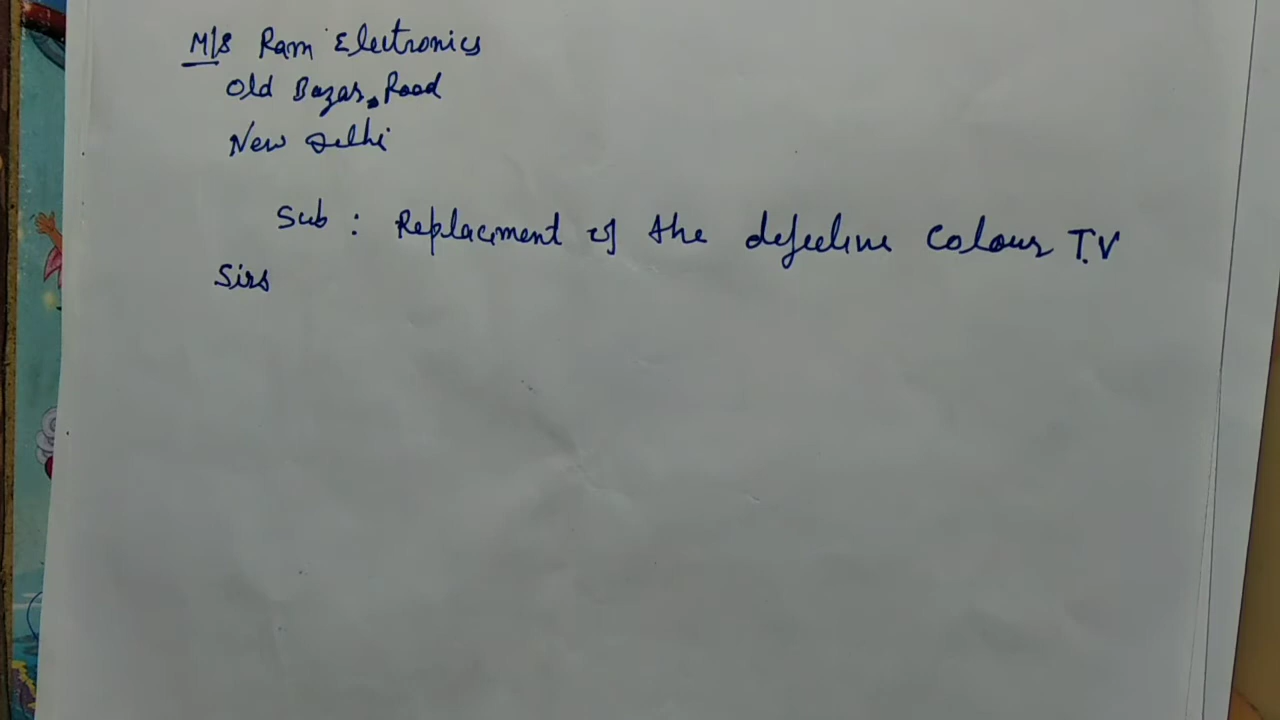 M/s Ram Electronics
Old Bazar Road
New Delhi
Sub : Replacement of the defective Colour T.V
Sirs